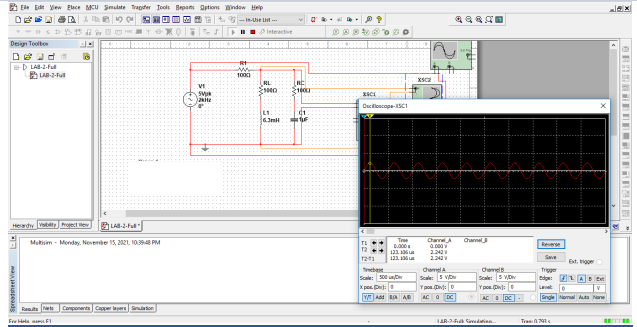 File Edit View Place MCU Simulate Transfer Tools Reports Options Window Help
--- In-Use List ---
Interactive
Design Toolbox
LAB-2-Full
LAB-2-Full
R1
100Ω
V1
5Vpk
2kHz
0°
RL
100Ω
RC
100Ω
L1
6.3mH
C1
1µF
XSC1
XSC2
Oscilloscope-XSC1
Time Channel_A Channel_B
T1 0.000 s 0.000 V
T2 123.106 us 2.242 V
T2-T1 123.106 us 2.242 V
Reverse
Save
Ext. trigger
Timebase
Scale: 500 us/Div
X pos.(Div): 0
Y/T Add B/A A/B
Channel A
Scale: 5 V/Div
Y pos.(Div): 0
AC 0 DC
Channel B
Scale: 5 V/Div
Y pos.(Div): 0
AC 0 DC -
Trigger
Edge: A B Ext
Level: 0 V
Single Normal Auto None
Hierarchy Visibility Project View
LAB-2-Full *
Multisim - Monday, November 15, 2021, 10:39:48 PM
Spreadsheet View
Results Nets Components Copper layers Simulation
For Help, press F1
LAB-2-Full: Simulating...
Tran: 0.793 s